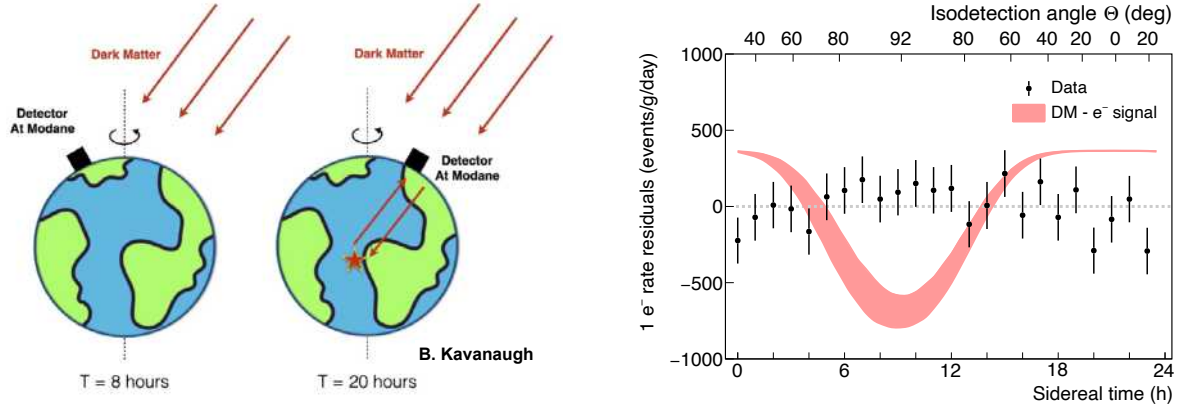 Dark Matter
Detector
At Modane
T = 8 hours
Dark Matter
Detector
At Modane
B. Kavanaugh
T = 20 hours
Isodetection angle Θ (deg)
40 60 80 92 80 60 40 20 0 20
1000
500
0
−500
−1000
1 e⁻ rate residuals (events/g/day)
Data
DM - e⁻ signal
0 6 12 18 24
Sidereal time (h)